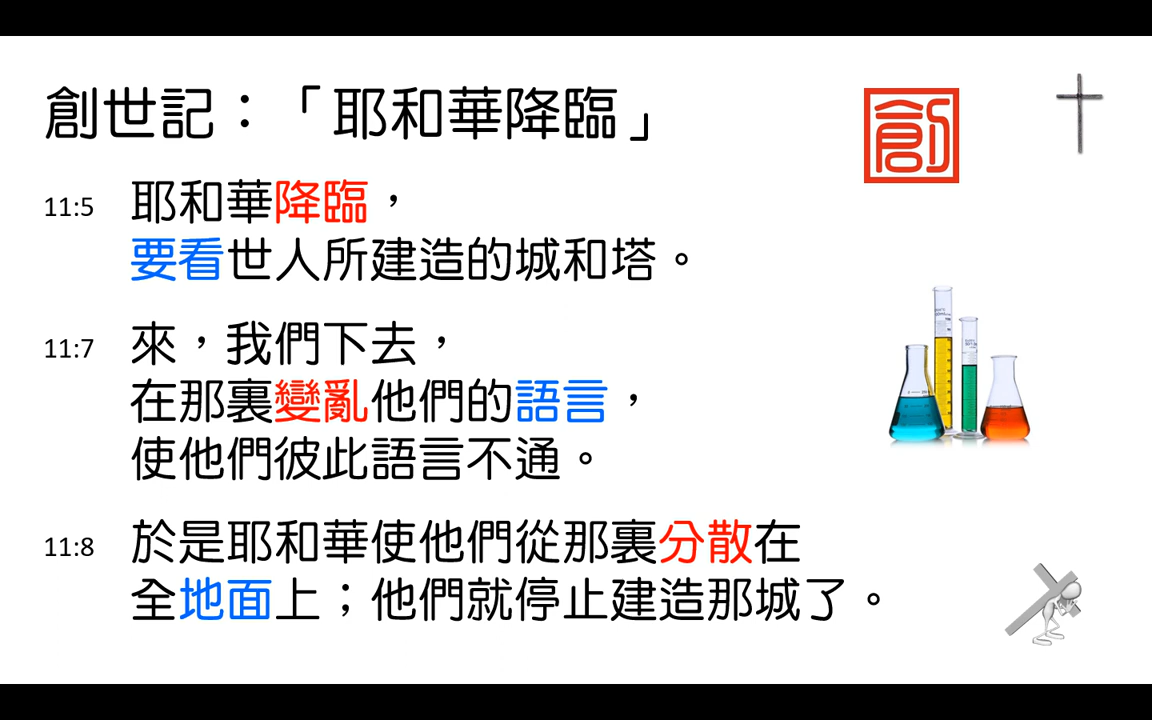 創世記：「耶和華降臨」
創
11:5 耶和華降臨，
要看世人所建造的城和塔。
11:7 來，我們下去，
在那裏變亂他們的語言，
使他們彼此語言不通。
11:8 於是耶和華使他們從那裏分散在
全地面上；他們就停止建造那城了。